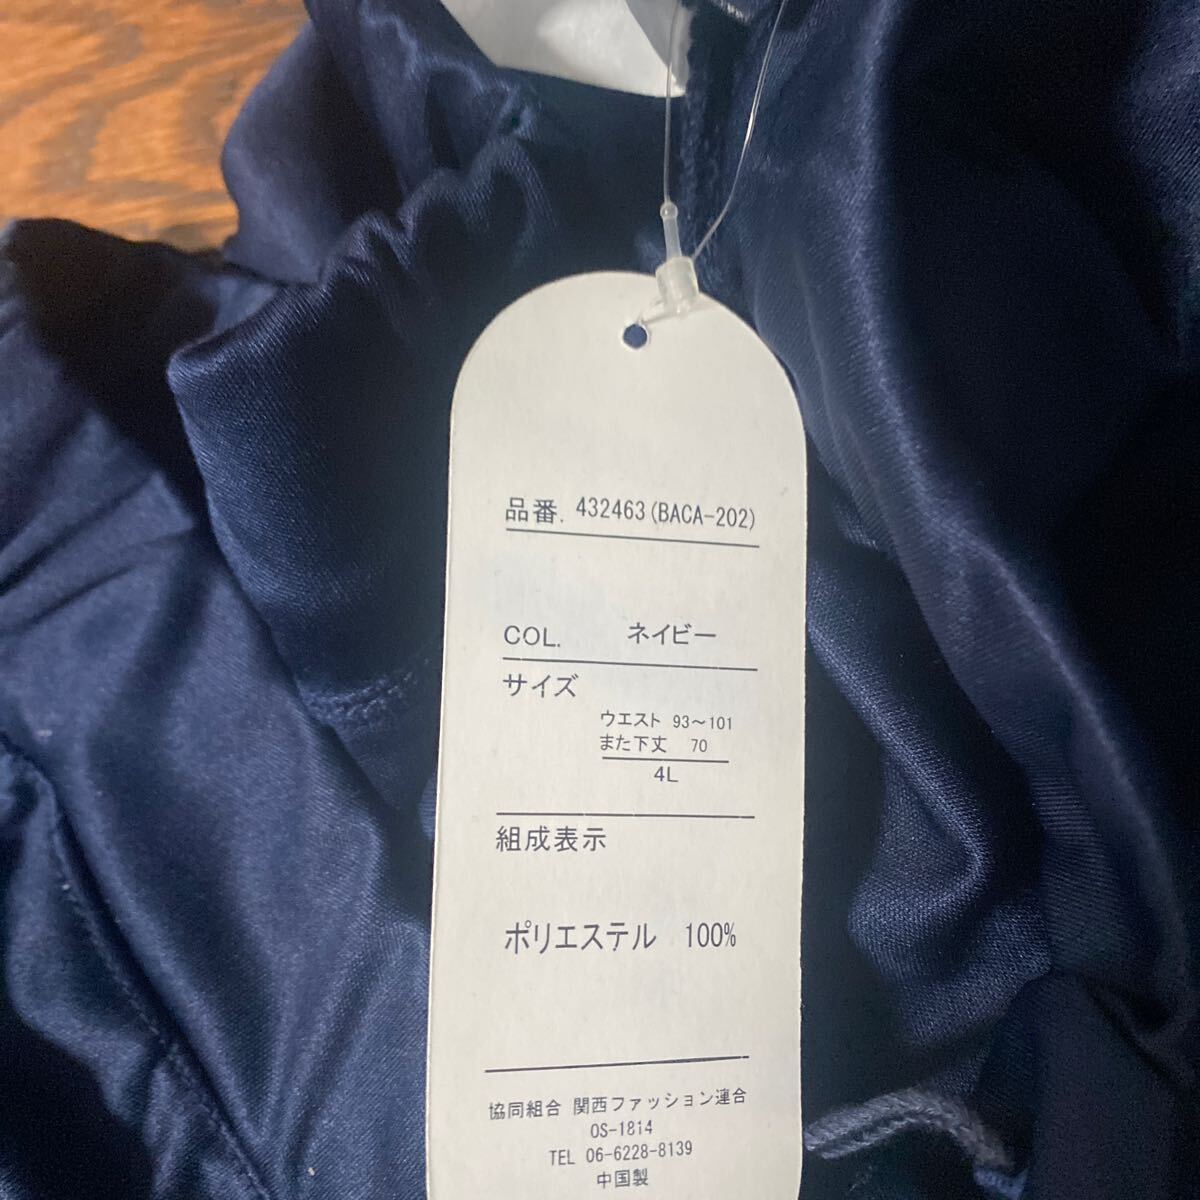 品番. 432463(BACA-202)
COL. ネイビー
サイズ
ウエスト 93～101
また下丈 70
4L
組成表示
ポリエステル 100%
協同組合 関西ファッション連合
OS-1814
TEL 06-6228-8139
中国製